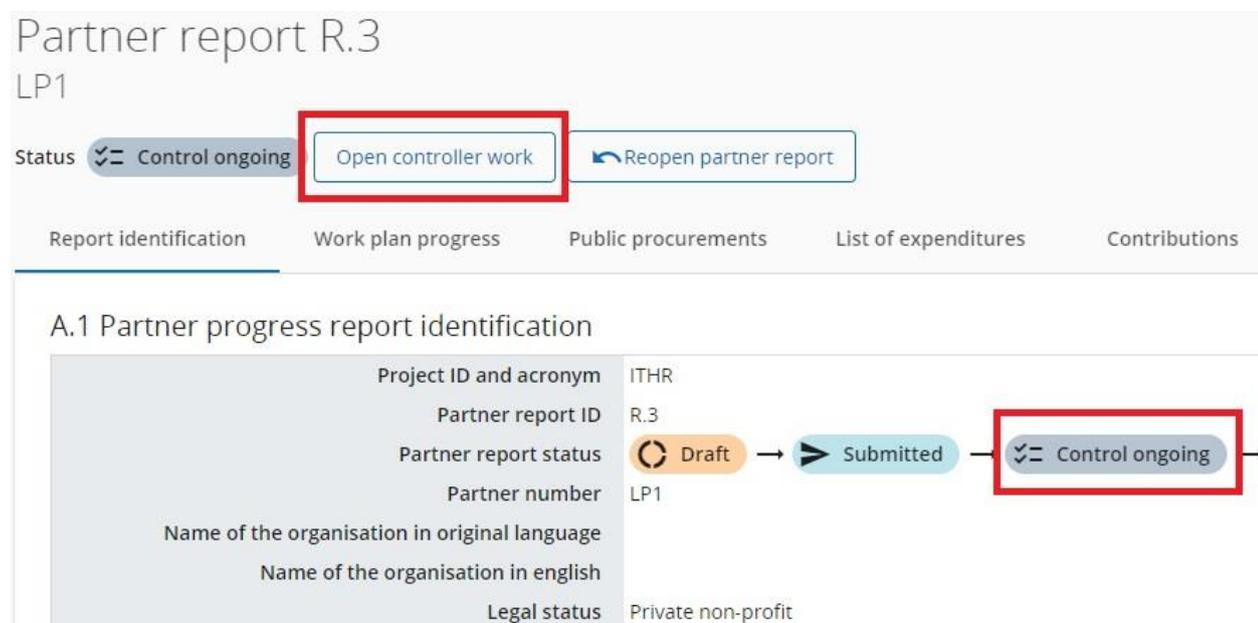 Partner report R.3
LP1
Status Control ongoing Open controller work Reopen partner report
Report identification Work plan progress Public procurements List of expenditures Contributions
A.1 Partner progress report identification
Project ID and acronym ITHR
Partner report ID R.3
Partner report status Draft → Submitted → Control ongoing →
Partner number LP1
Name of the organisation in original language
Name of the organisation in english
Legal status Private non-profit